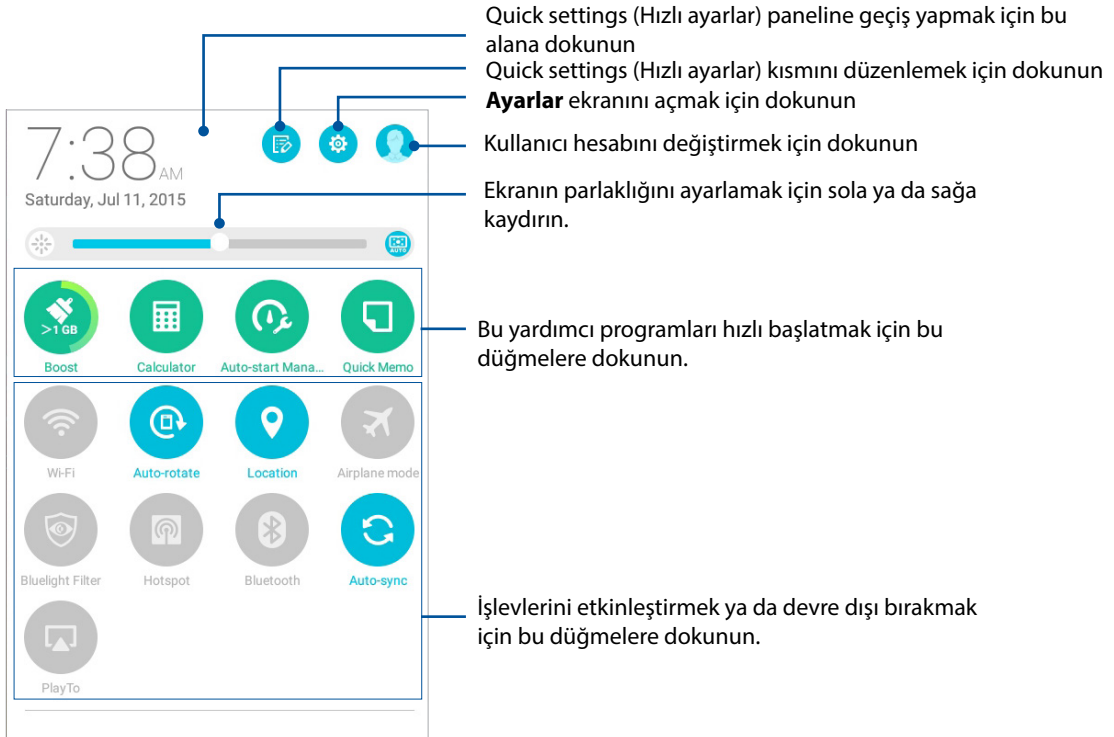 Quick settings (Hızlı ayarlar) paneline geçiş yapmak için bu
alana dokunun
Quick settings (Hızlı ayarlar) kısmını düzenlemek için dokunun
Ayarlar ekranını açmak için dokunun
Kullanıcı hesabını değiştirmek için dokunun
Ekranın parlaklığını ayarlamak için sola ya da sağa
kaydırın.
7:38 AM
Saturday, Jul 11, 2015
AUTO
>1 GB
Boost Calculator Auto-start Mana... Quick Memo
Bu yardımcı programları hızlı başlatmak için bu
düğmelere dokunun.
Wi-Fi Auto-rotate Location Airplane mode
Bluelight Filter Hotspot Bluetooth Auto-sync
İşlevlerini etkinleştirmek ya da devre dışı bırakmak
için bu düğmelere dokunun.
PlayTo